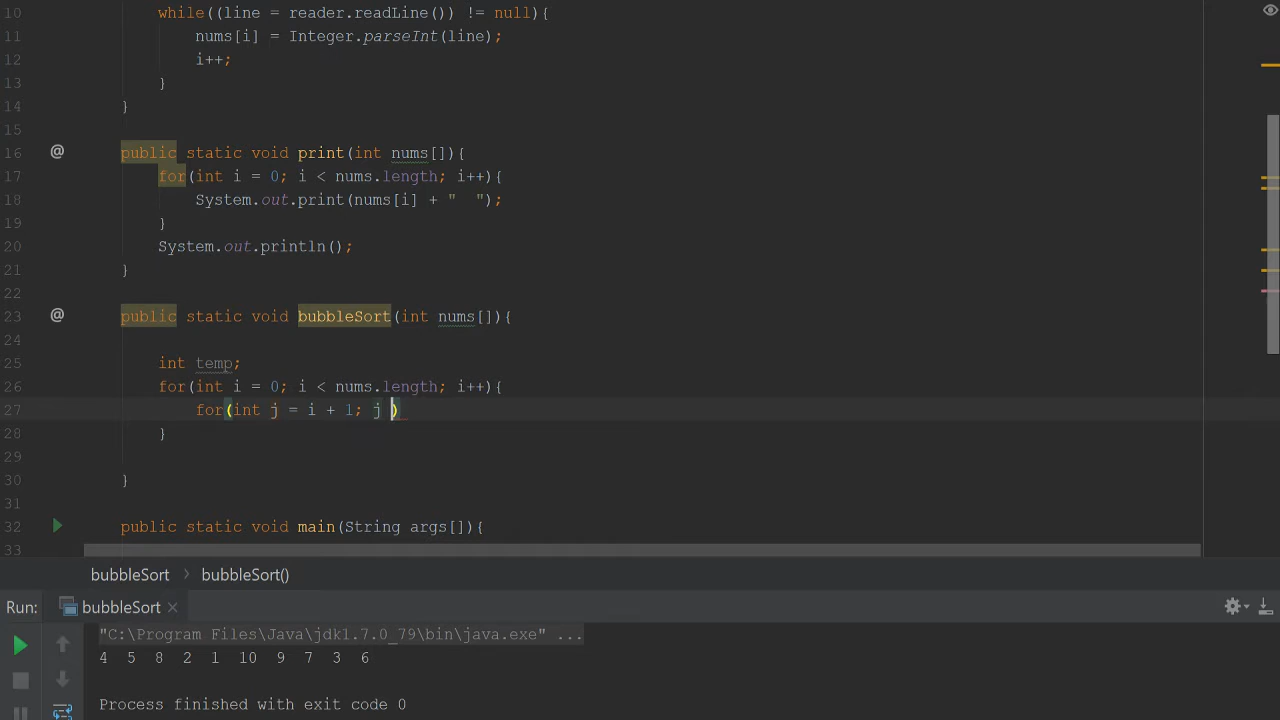 10 while((line = reader.readLine()) != null){
11 nums[i] = Integer.parseInt(line);
12 i++;
13 }
14 }
15
16 @ public static void print(int nums[]){
17 for(int i = 0; i < nums.length; i++){
18 System.out.print(nums[i] + "  ");
19 }
20 System.out.println();
21 }
22
23 @ public static void bubbleSort(int nums[]){
24
25 int temp;
26 for(int i = 0; i < nums.length; i++){
27 for(int j = i + 1; j )
28 }
29
30 }
31
32 public static void main(String args[]){
33
bubbleSort > bubbleSort()
Run: bubbleSort ×
"C:\Program Files\Java\jdk1.7.0_79\bin\java.exe" ...
4 5 8 2 1 10 9 7 3 6
Process finished with exit code 0